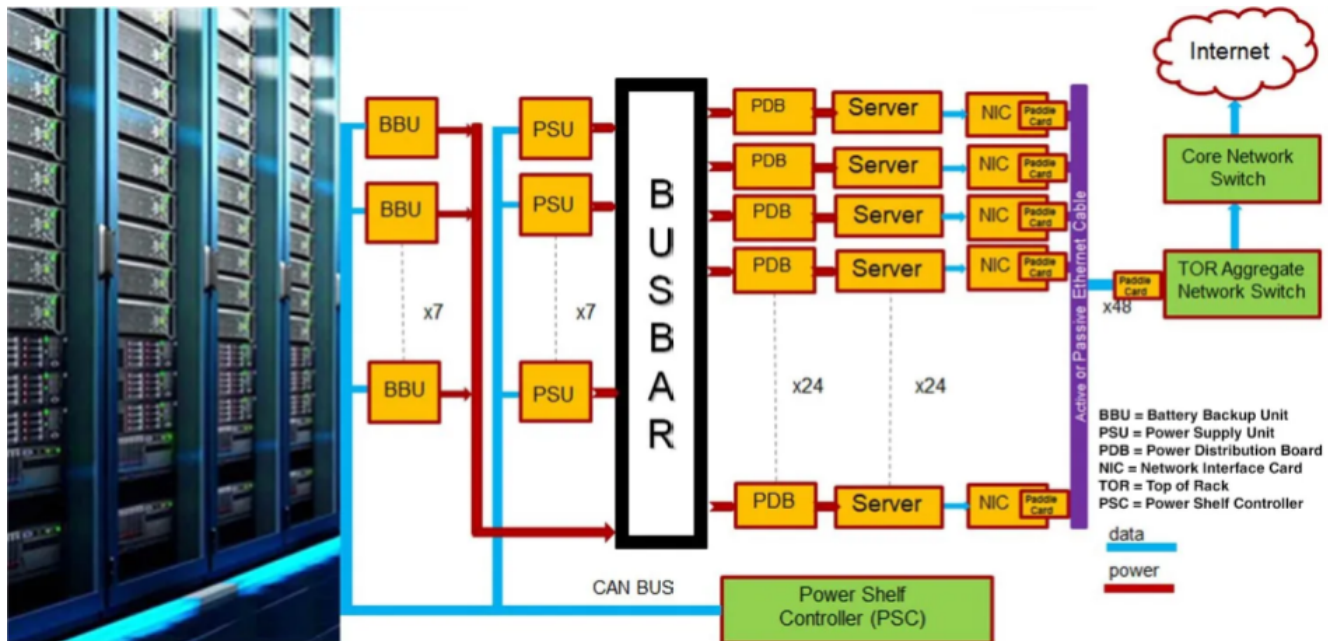 Internet
BBU
PSU
PDB
Server
NIC
Paddle
Card
Core Network
Switch
PDB
Server
NIC
Paddle
Card
BBU
PSU
BUSBAR
PDB
Server
NIC
Paddle
Card
PDB
Server
NIC
Paddle
Card
Paddle
Card
TOR Aggregate
Network Switch
x7
x7
x48
Active or Passive Ethernet Cable
BBU
PSU
x24
x24
BBU = Battery Backup Unit
PSU = Power Supply Unit
PDB = Power Distribution Board
NIC = Network Interface Card
TOR = Top of Rack
PSC = Power Shelf Controller
PDB
Server
NIC
Paddle
Card
data
power
CAN BUS
Power Shelf
Controller (PSC)